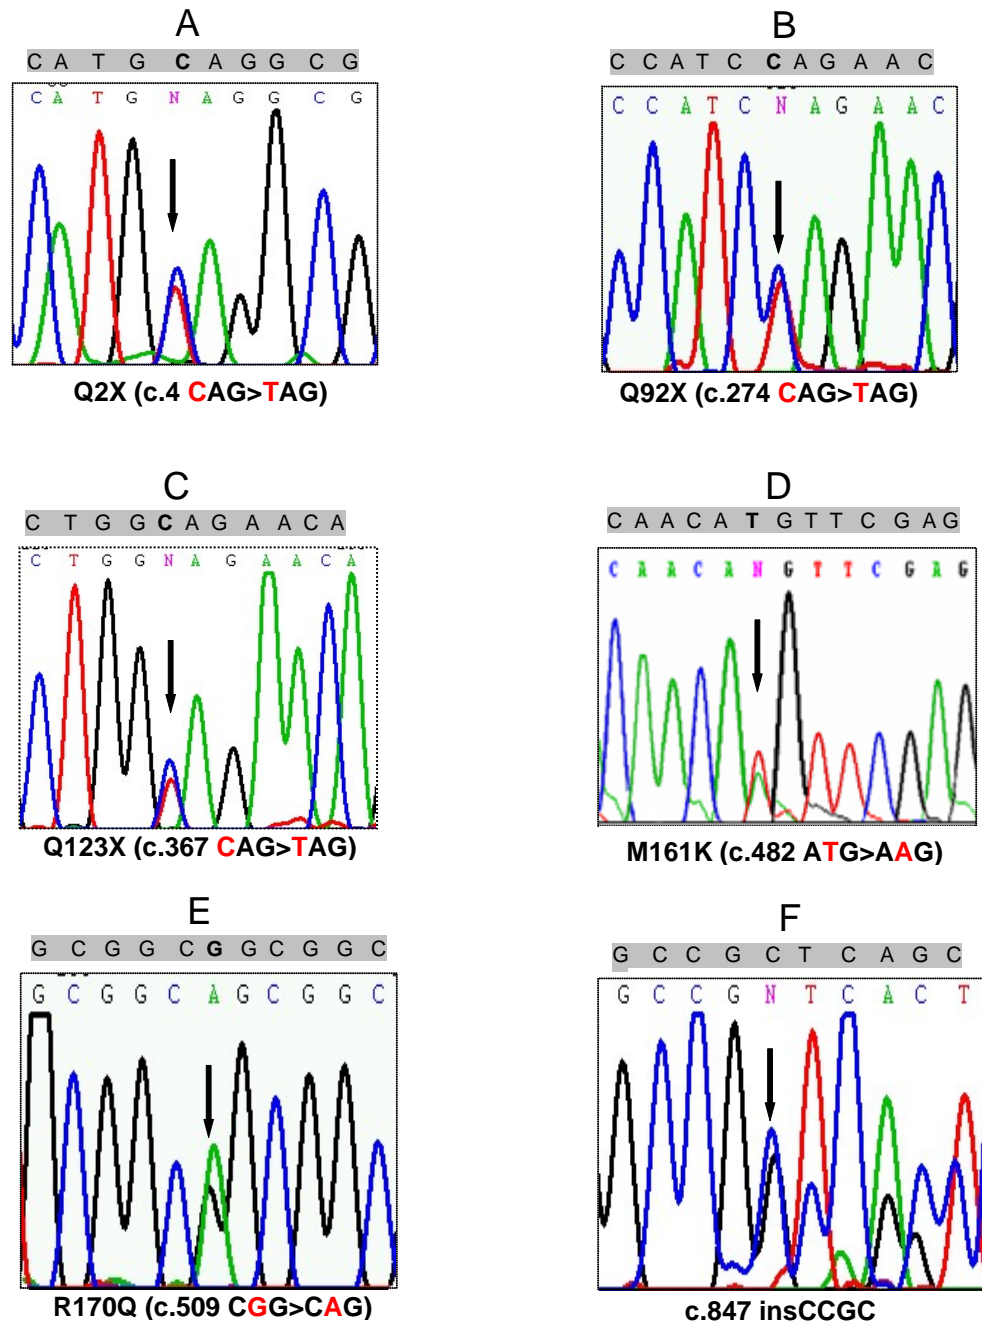 A
C A T G C A G G C G
C A T G N A G G C G
Q2X (c.4 CAG>TAG)
B
C C A T C C A G A A C
C C A T C N A G A A C
Q92X (c.274 CAG>TAG)
C
C T G G C A G A A C A
C T G G N A G A A C A
Q123X (c.367 CAG>TAG)
D
C A A C A T G T T C G A G
C A A C A N G T T C G A G
M161K (c.482 ATG>AAG)
E
G C G G C G G C G G C
G C G G C A G C G G C
R170Q (c.509 CGG>CAG)
F
G C C G C T C A G C
G C C G N T C A C T
c.847 insCCGC